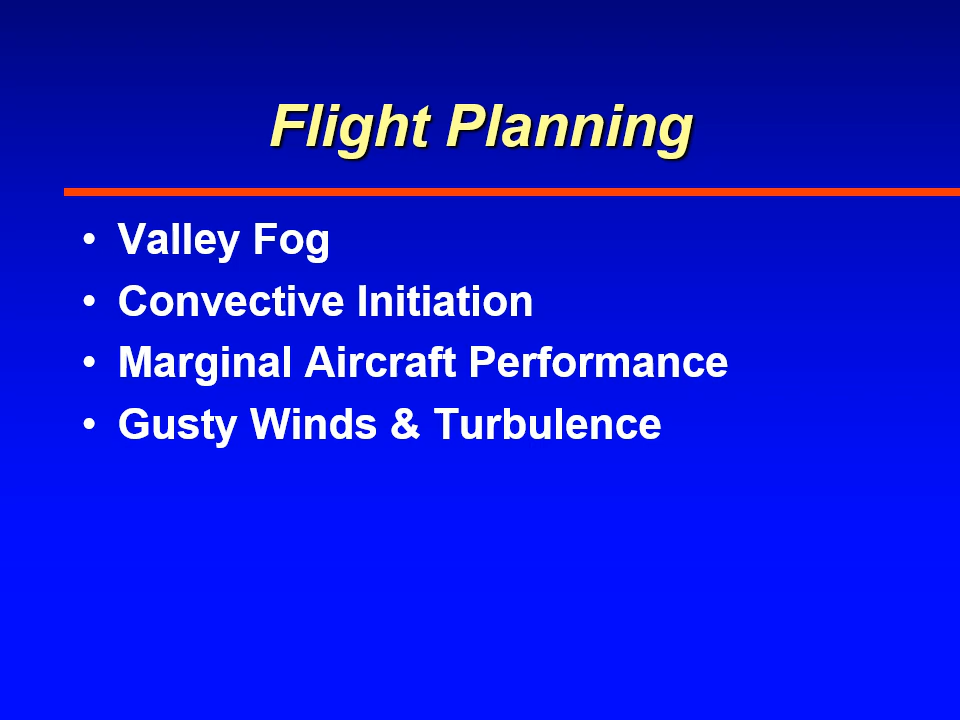 Flight Planning
• Valley Fog
• Convective Initiation
• Marginal Aircraft Performance
• Gusty Winds & Turbulence